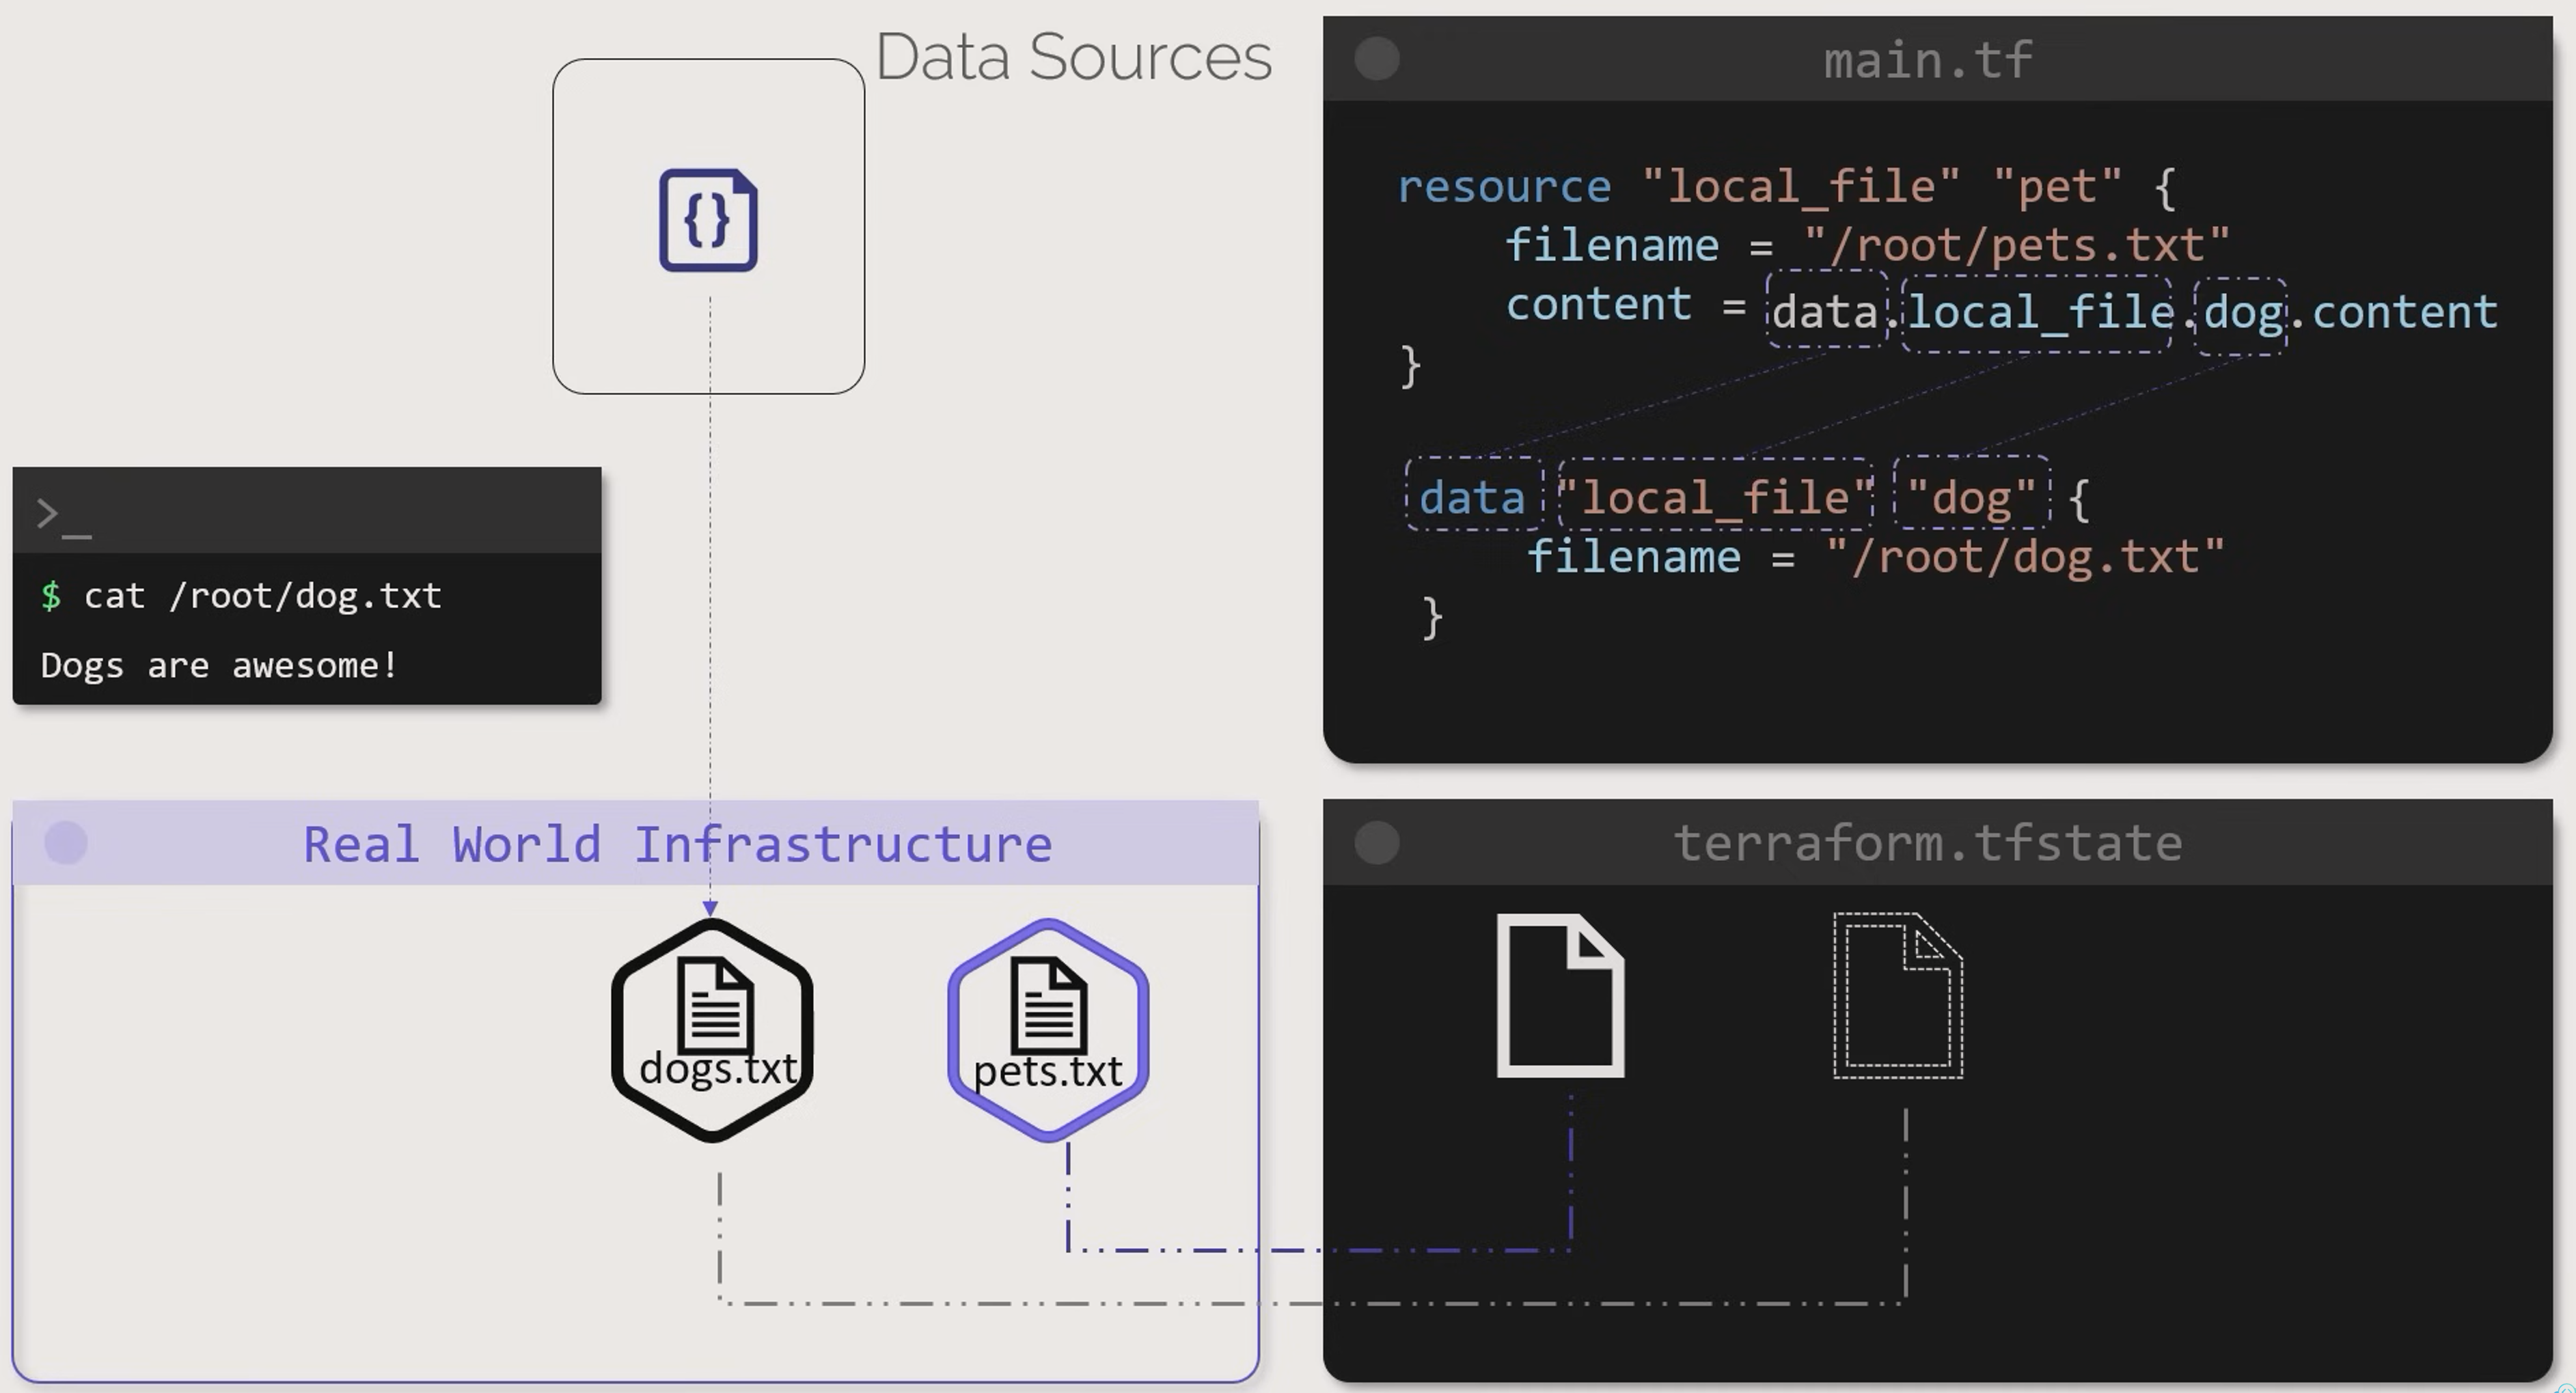 Data Sources
main.tf
resource "local_file" "pet" {
filename = "/root/pets.txt"
content = data.local_file.dog.content
}
data "local_file" "dog" {
filename = "/root/dog.txt"
}
{}
>_
$ cat /root/dog.txt
Dogs are awesome!
Real World Infrastructure
dogs.txt
pets.txt
terraform.tfstate